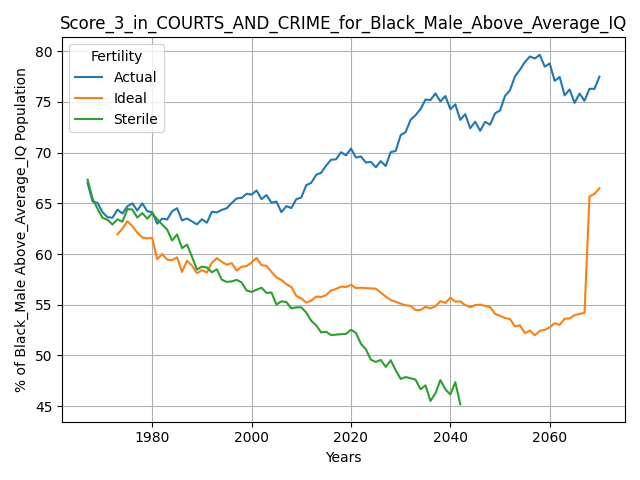 Score_3_in_COURTS_AND_CRIME_for_Black_Male_Above_Average_IQ
% of Black_Male Above_Average_IQ Population
80
75
70
65
60
55
50
45
Fertility
Actual
Ideal
Sterile
1980
2000
2020
2040
2060
Years